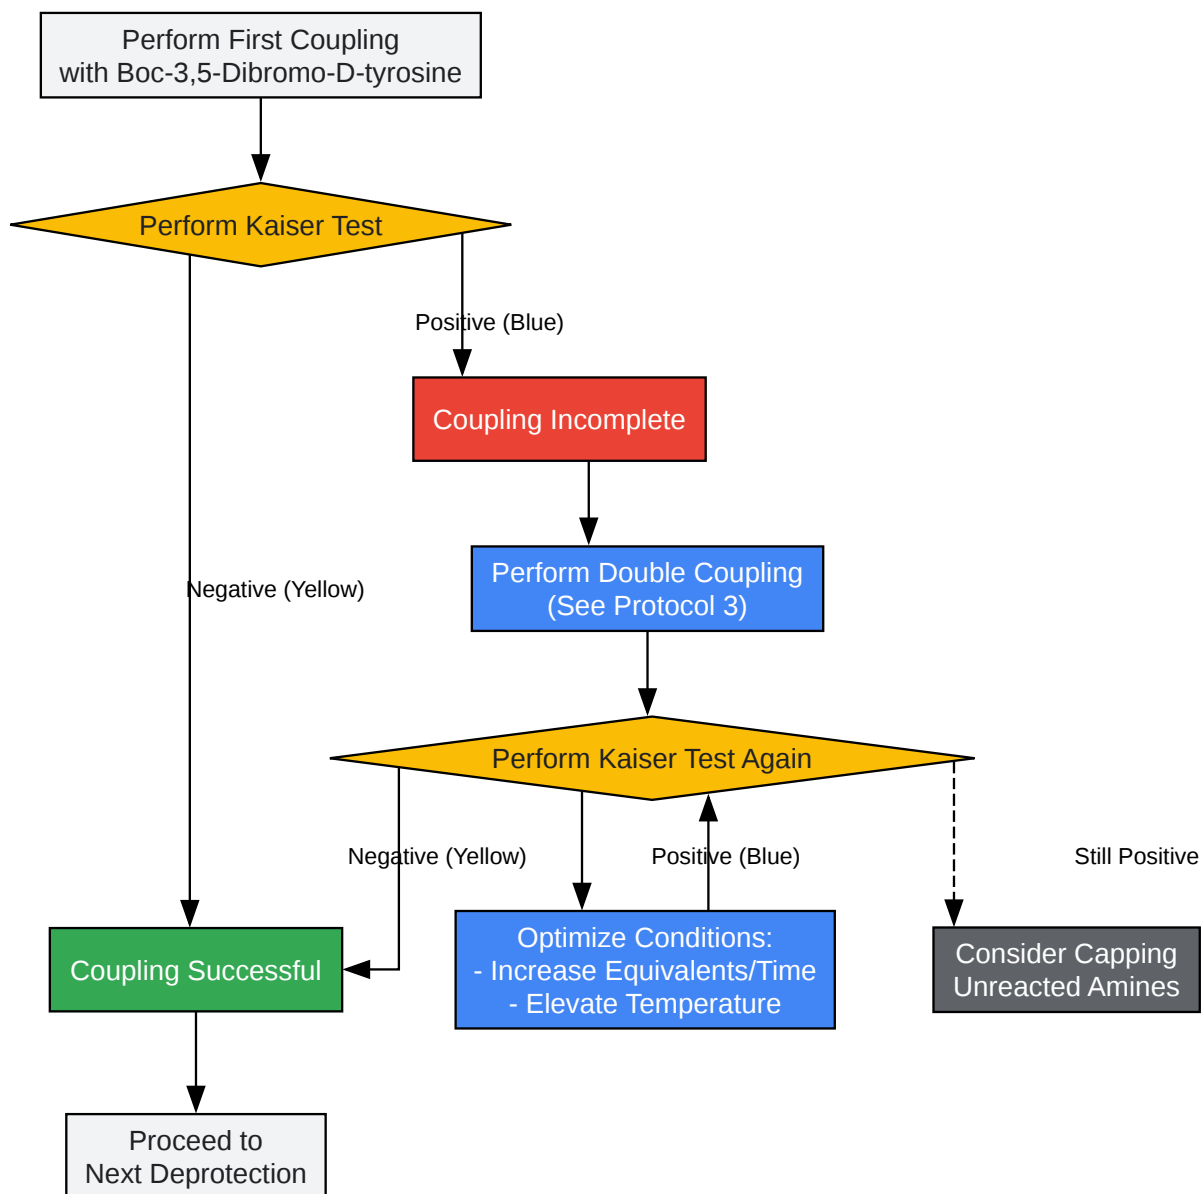 Perform First Coupling
with Boc-3,5-Dibromo-D-tyrosine
Perform Kaiser Test
Positive (Blue)
Coupling Incomplete
Perform Double Coupling
(See Protocol 3)
Negative (Yellow)
Perform Kaiser Test Again
Negative (Yellow)
Positive (Blue)
Still Positive
Optimize Conditions:
- Increase Equivalents/Time
- Elevate Temperature
Consider Capping
Unreacted Amines
Coupling Successful
Proceed to
Next Deprotection